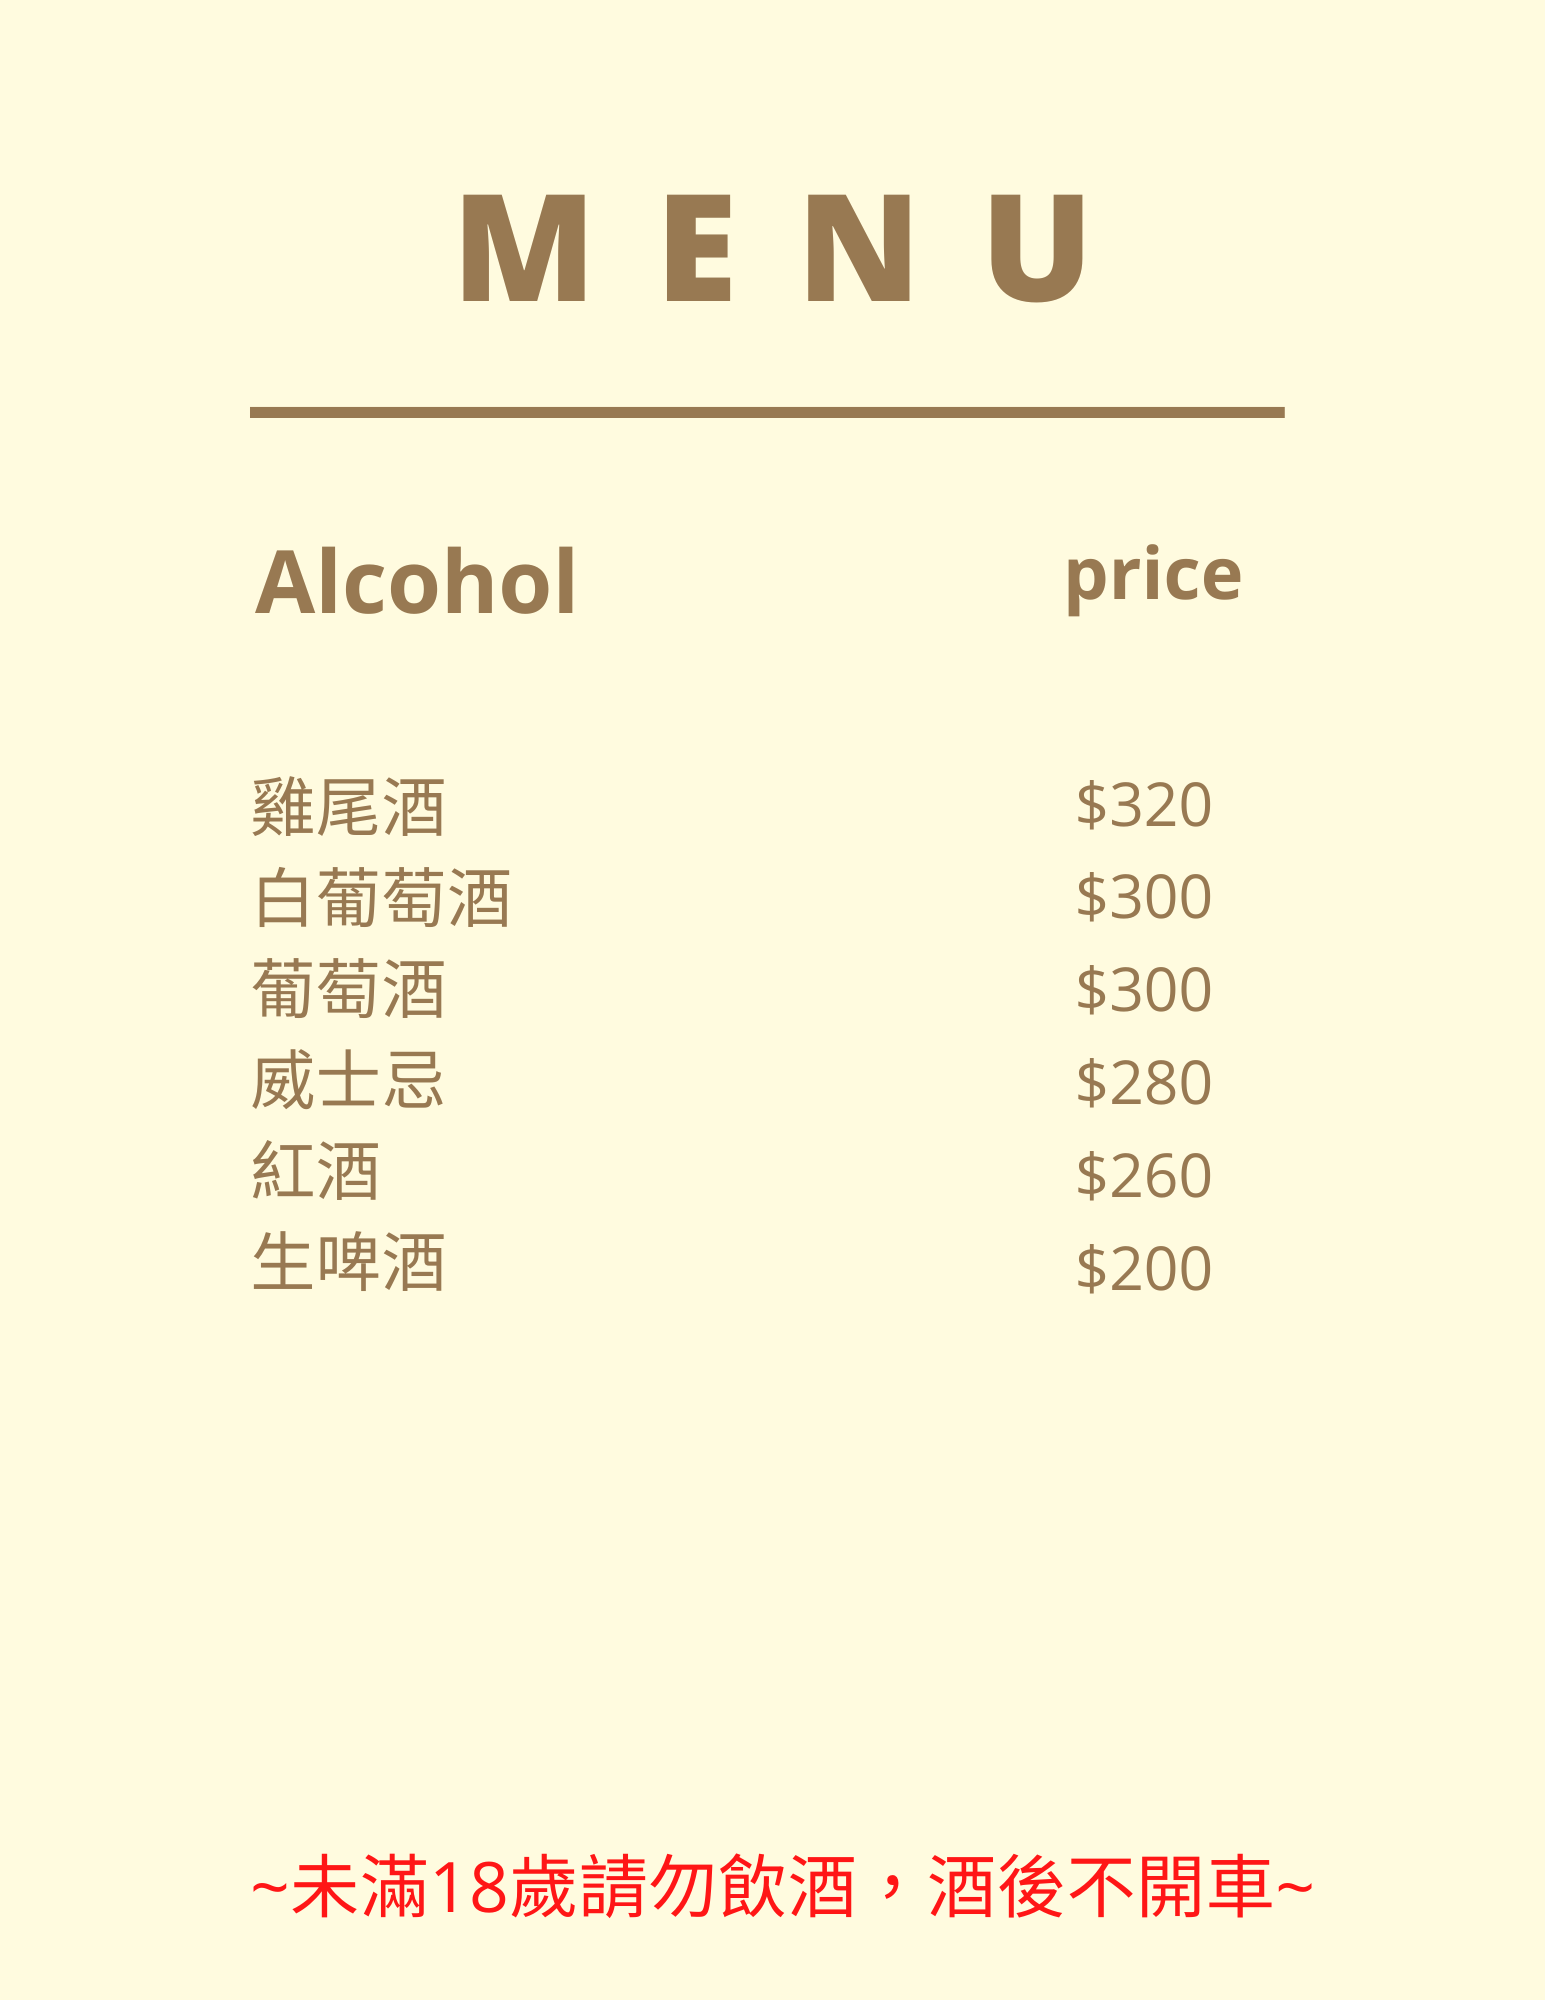 MENU
Alcohol price
雞尾酒 $320
白葡萄酒 $300
葡萄酒 $300
威士忌 $280
紅酒 $260
生啤酒 $200
~未滿18歲請勿飲酒，酒後不開車~